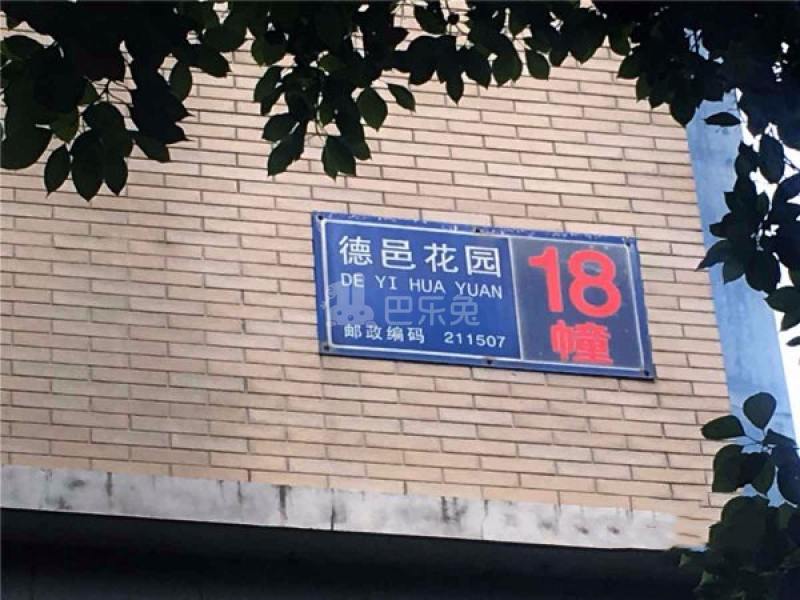 德邑花园
DE YI HUA YUAN
邮政编码 211507
18
幢
巴乐兔